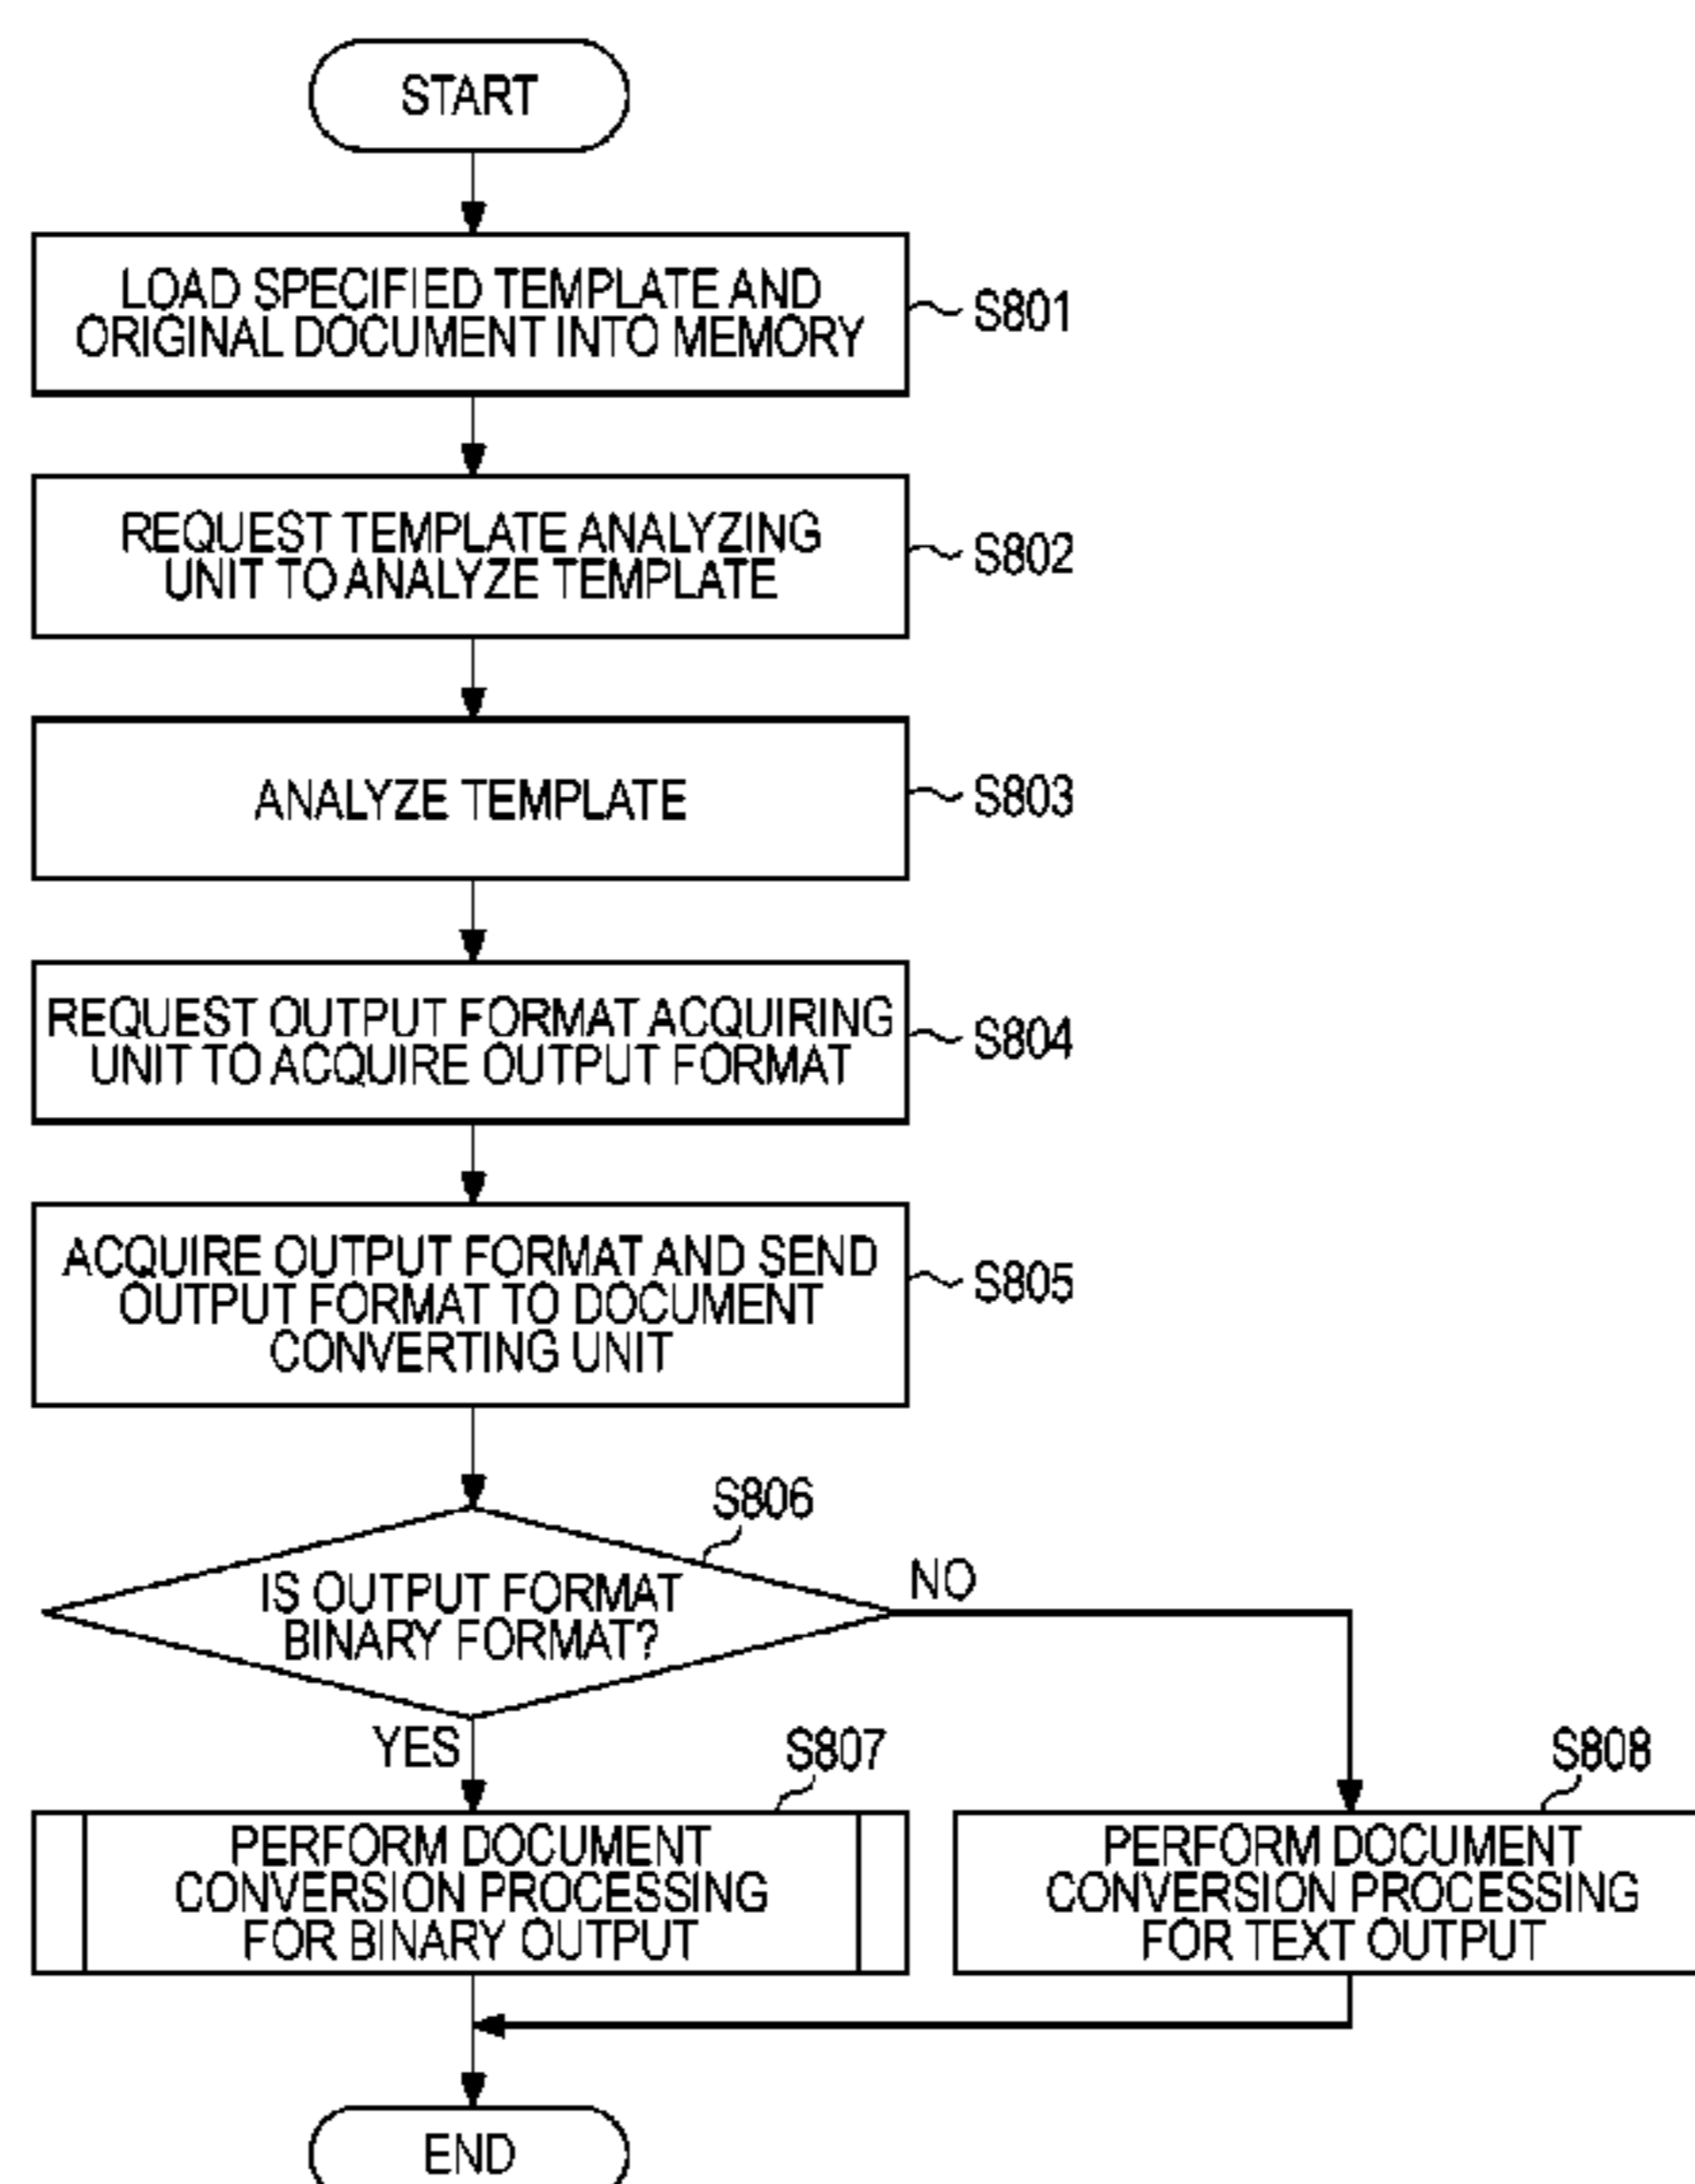 START
LOAD SPECIFIED TEMPLATE AND
ORIGINAL DOCUMENT INTO MEMORY
S801
REQUEST TEMPLATE ANALYZING
UNIT TO ANALYZE TEMPLATE
S802
ANALYZE TEMPLATE
S803
REQUEST OUTPUT FORMAT ACQUIRING
UNIT TO ACQUIRE OUTPUT FORMAT
S804
ACQUIRE OUTPUT FORMAT AND SEND
OUTPUT FORMAT TO DOCUMENT
CONVERTING UNIT
S805
S806
IS OUTPUT FORMAT
BINARY FORMAT?
NO
YES
S807
PERFORM DOCUMENT
CONVERSION PROCESSING
FOR BINARY OUTPUT
S808
PERFORM DOCUMENT
CONVERSION PROCESSING
FOR TEXT OUTPUT
END